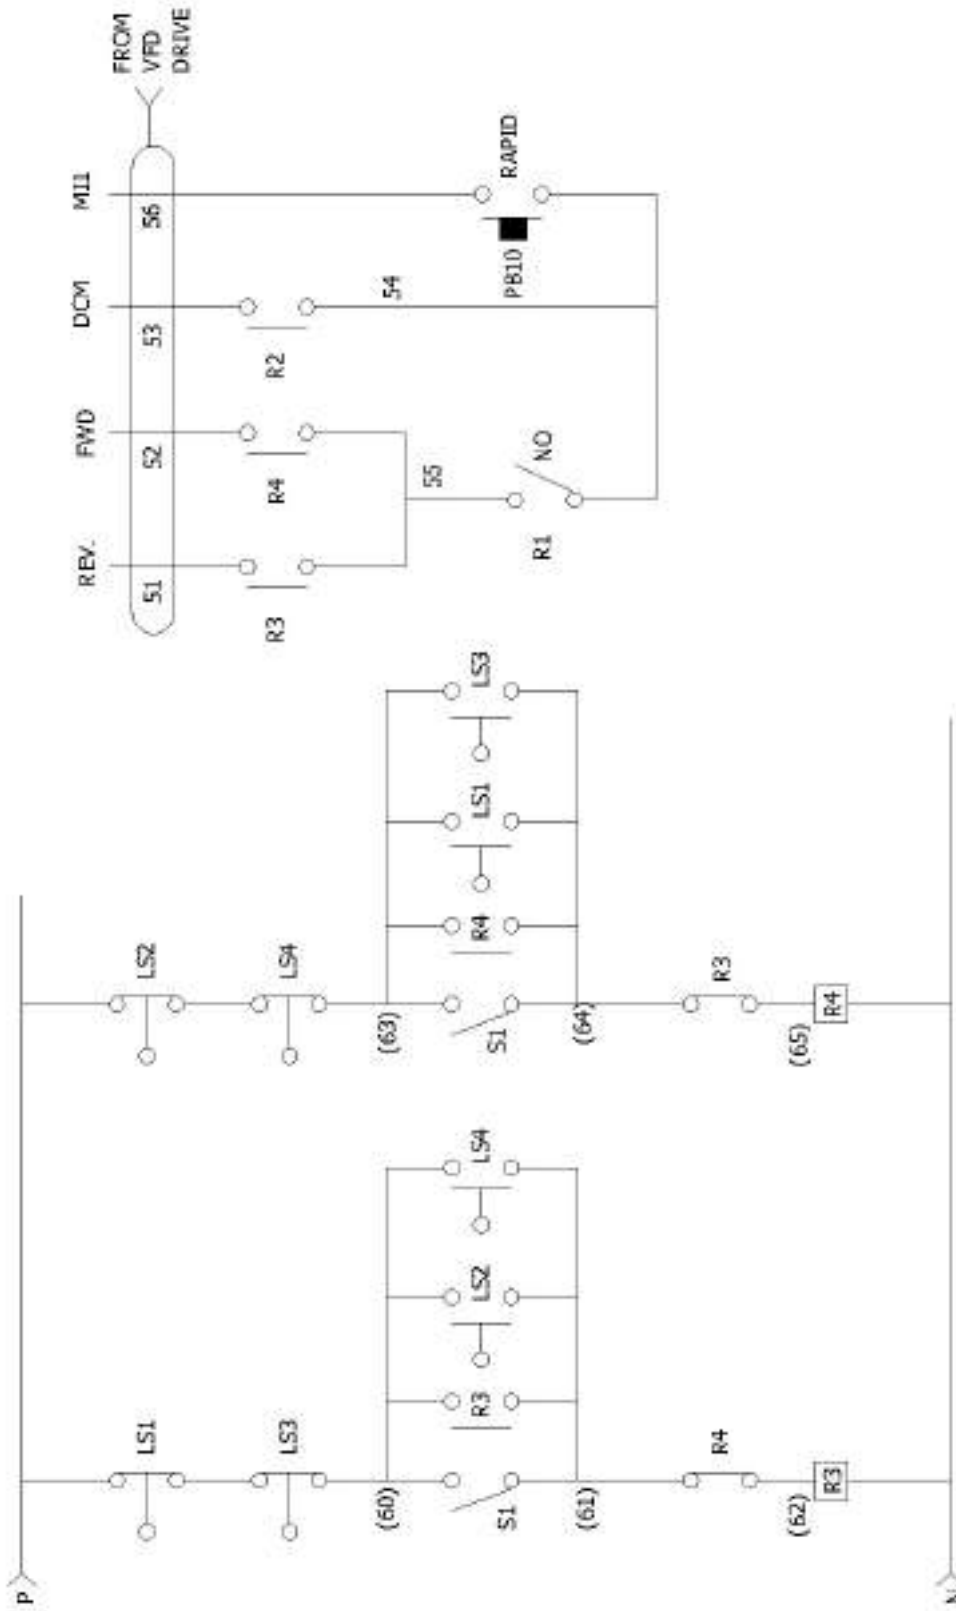 P
REV. FWD DCM MI1
FROM
VFD
DRIVE
LS1 LS2 51 52 53 56
LS3 LS4 R3 R4 R2
(60) (63) 54
55
S1 R3 LS2 LS4 S1 R4 LS1 LS3 PB10 RAPID
R1 NO
(61) (64)
R4 R3
(62) (65)
R3 R4
N